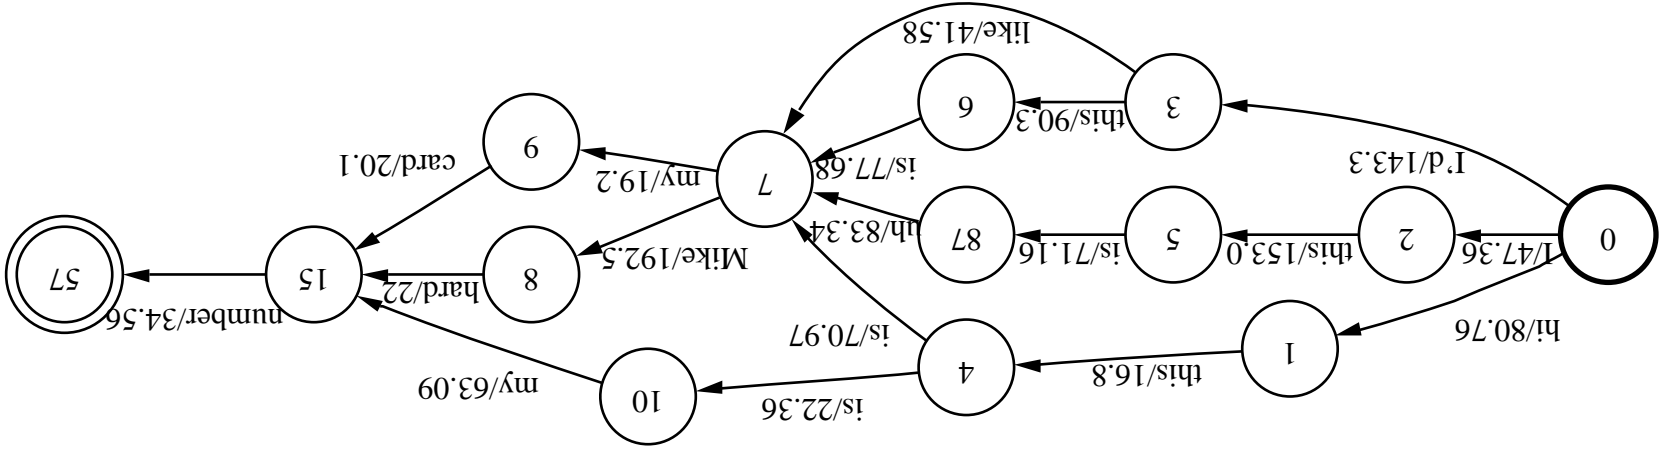 is/22.36
10
my/63.09
this/16.8
4
1
is/70.97
hi/80.76
number/34.56
hard/22
8
15
57
Mike/192.5
1/47.36
this/153.0
is/71.16
0
2
5
87
uh/83.34
7
my/19.2
is/77.68
I'd/143.3
card/20.1
9
this/90.3
3
6
like/41.58